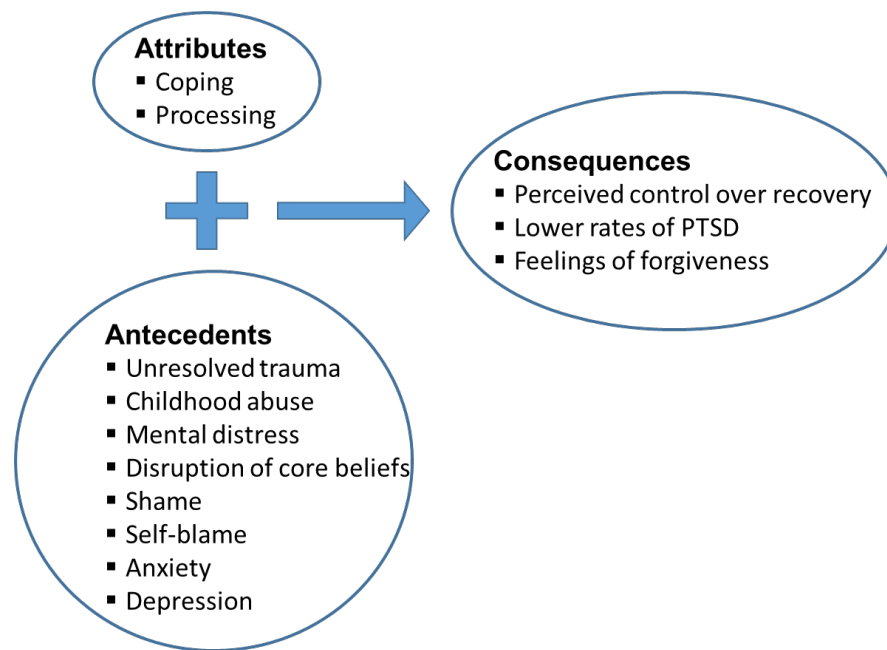 Attributes
▪ Coping
▪ Processing
Consequences
▪ Perceived control over recovery
▪ Lower rates of PTSD
▪ Feelings of forgiveness
Antecedents
▪ Unresolved trauma
▪ Childhood abuse
▪ Mental distress
▪ Disruption of core beliefs
▪ Shame
▪ Self-blame
▪ Anxiety
▪ Depression